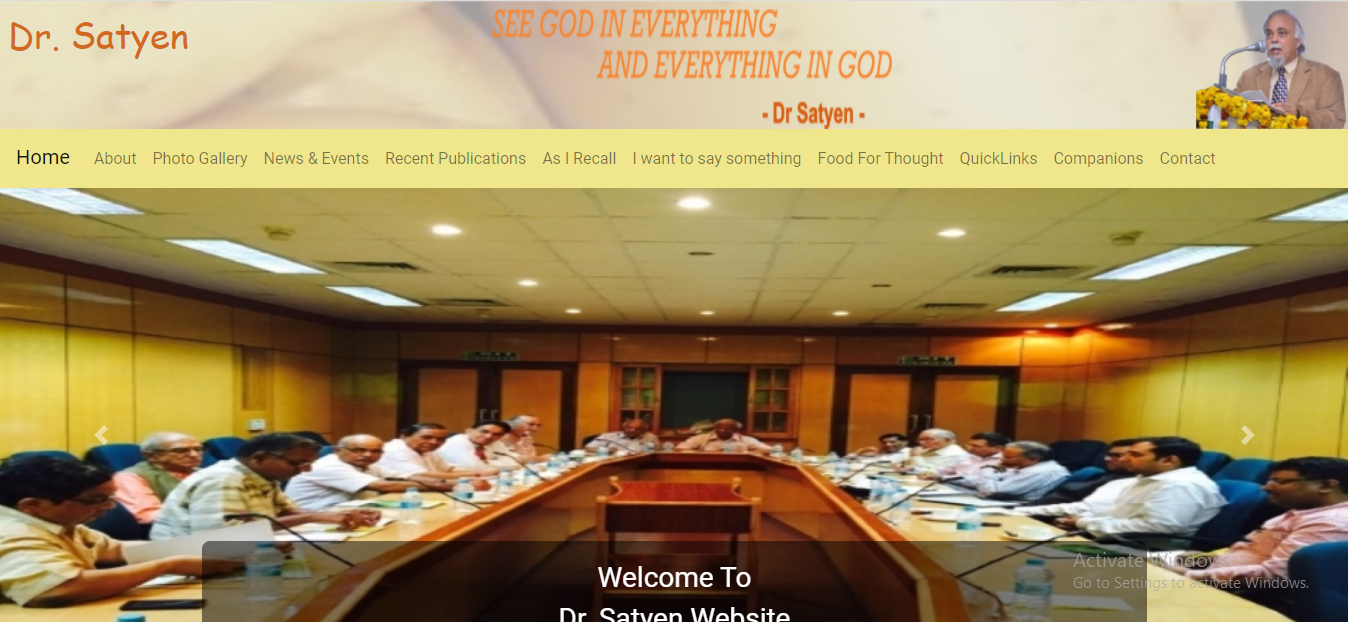 Dr. Satyen
SEE GOD IN EVERYTHING
AND EVERYTHING IN GOD
- Dr Satyen -
Home About Photo Gallery News & Events Recent Publications As I Recall I want to say something Food For Thought QuickLinks Companions Contact
Activate Windows
Go to Settings to activate Windows.
Welcome To
Dr. Satyen Website